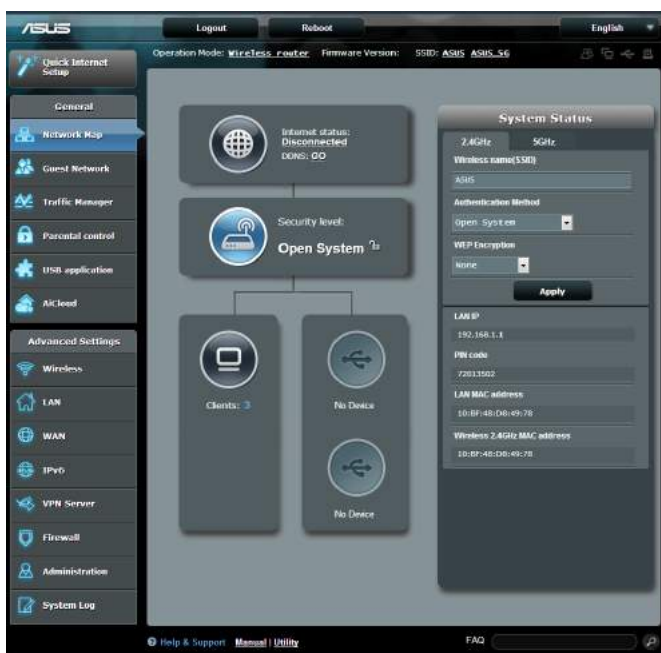 ASUS
Logout
Reboot
English
Quick Internet
Setup
Operation Mode: Wireless router Firmware Version: SSID: ASUS ASUS_5G
General
Network Map
Guest Network
Traffic Manager
Parental control
USB application
AiCloud
Advanced Settings
Wireless
LAN
WAN
IPv6
VPN Server
Firewall
Administration
System Log
Internet status:
Disconnected
DDNS: GO
Security level:
Open System
Clients: 3
No Device
No Device
System Status
2.4GHz
5GHz
Wireless name(SSID)
ASUS
Authentication Method
Open System
WEP Encryption
None
Apply
LAN IP
192.168.1.1
PIN code
72013502
LAN MAC address
10:BF:48:D8:49:78
Wireless 2.4GHz MAC address
10:BF:48:D8:49:78
Help & Support Manual | Utility
FAQ